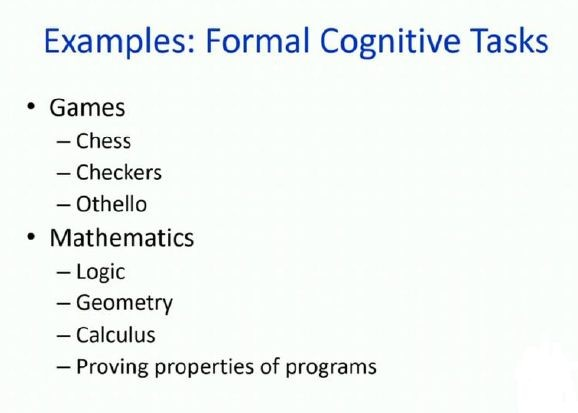 Examples: Formal Cognitive Tasks
• Games
– Chess
– Checkers
– Othello
• Mathematics
– Logic
– Geometry
– Calculus
– Proving properties of programs